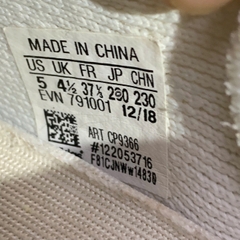 MADE IN CHINA
US UK FR JP CHN
5 4½ 37⅓ 230 230
EVN 791001 12/18
ART CP9366
#122053716
F81CJNWw14830